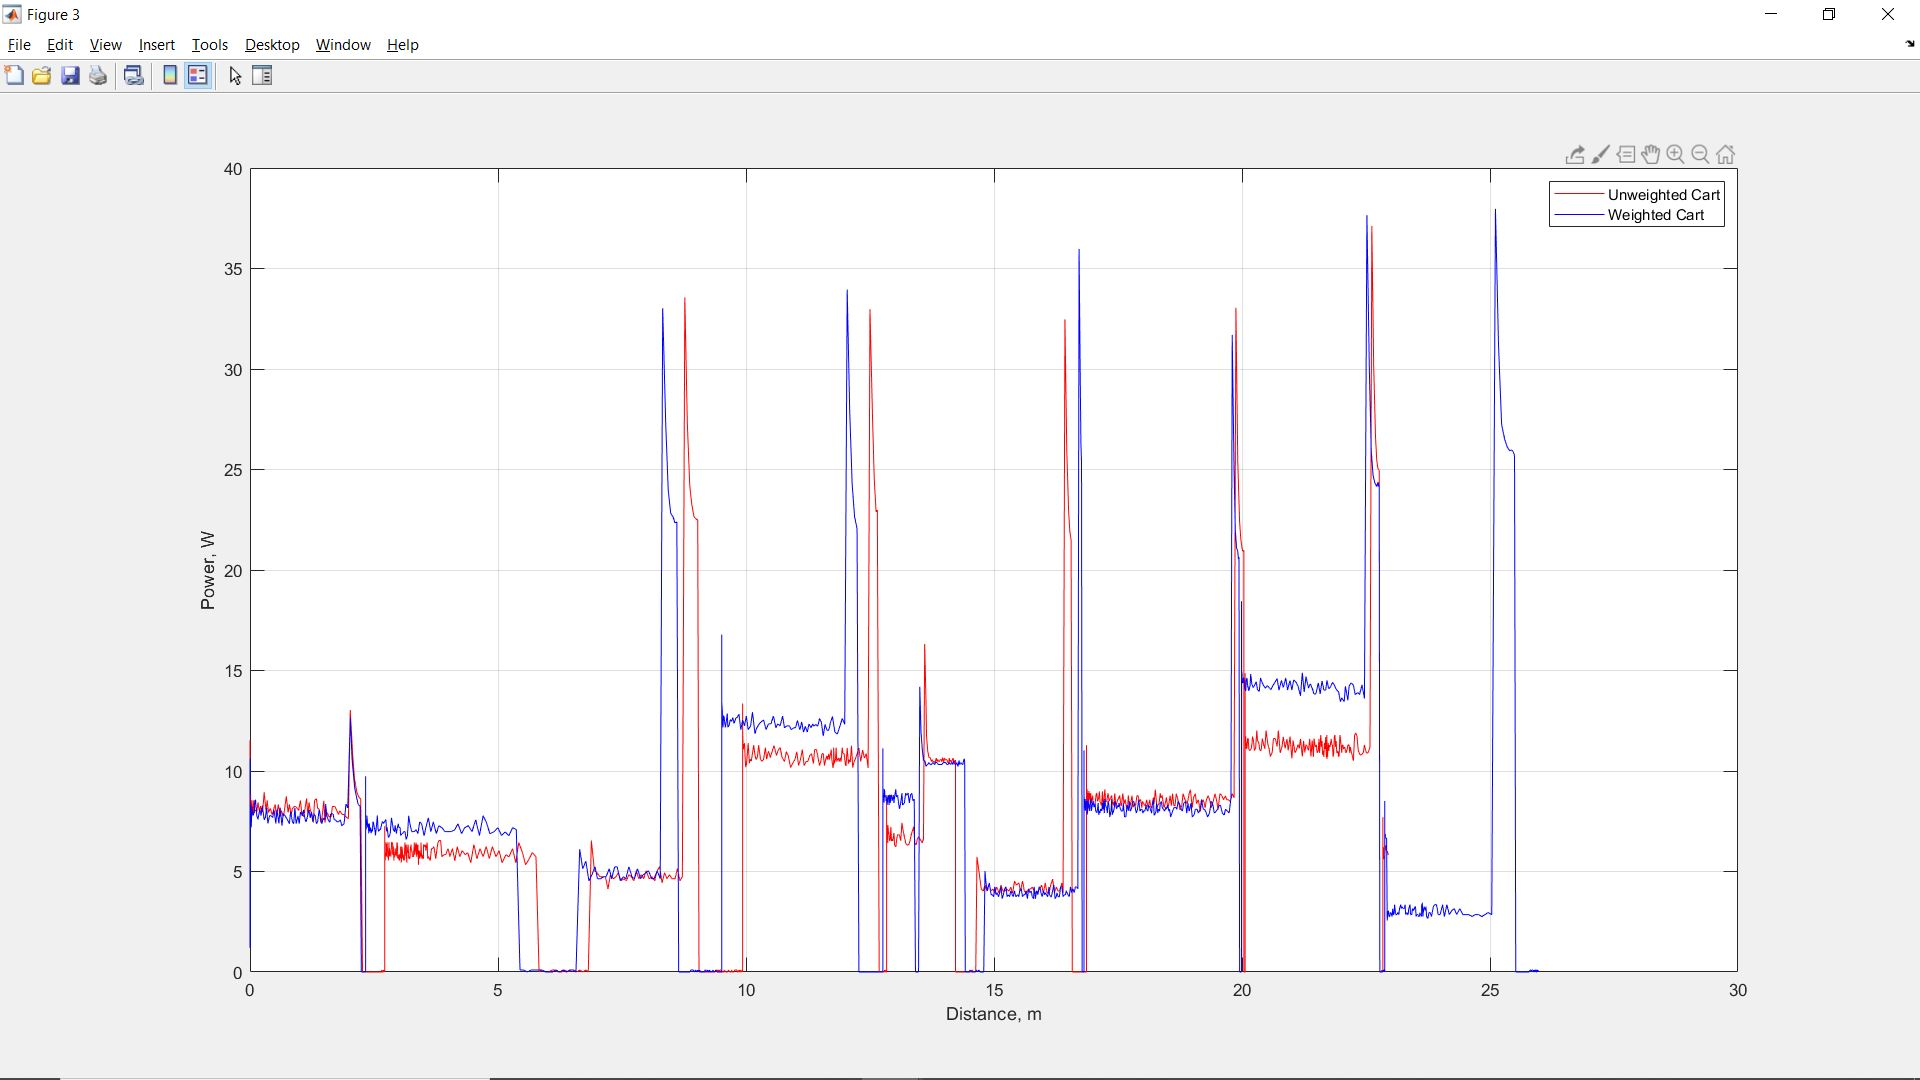 Figure 3
File Edit View Insert Tools Desktop Window Help
Unweighted Cart
Weighted Cart
40
35
30
25
20
15
10
5
0
Power, W
0 5 10 15 20 25 30
Distance, m